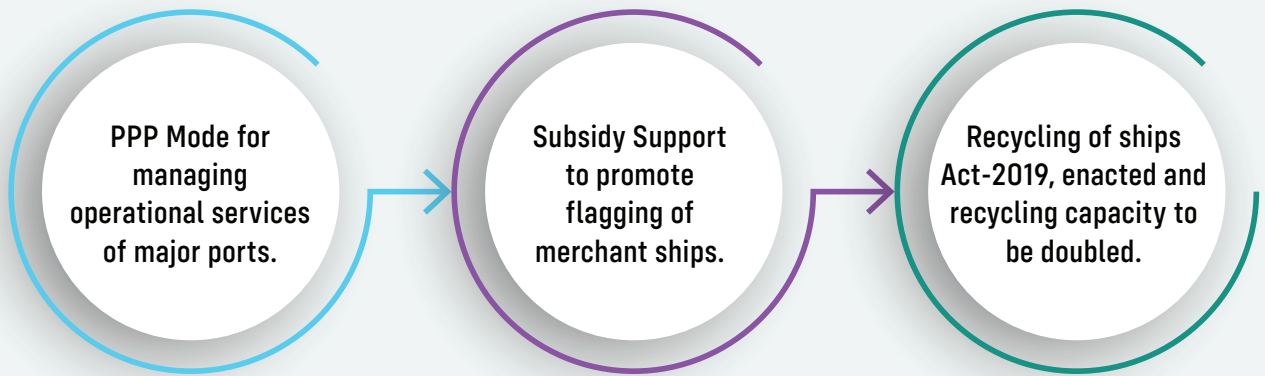 PPP Mode for
managing
operational services
of major ports.
Subsidy Support
to promote
flagging of
merchant ships.
Recycling of ships
Act-2019, enacted and
recycling capacity to
be doubled.